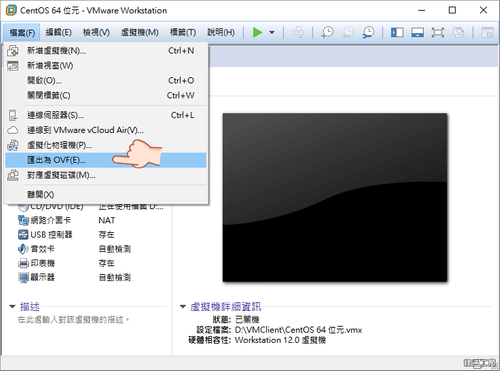 CentOS 64 位元 - VMware Workstation
檔案(F) 編輯(E) 檢視(V) 虛擬機(M) 標籤(T) 說明(H)
新增虛擬機(N)... Ctrl+N
新增視窗(W)
開啟(O)... Ctrl+O
關閉標籤(C) Ctrl+W
連線伺服器(S)... Ctrl+L
連線到 VMware vCloud Air(V)...
虛擬化物理機(P)...
匯出為 OVF(E)...
對應虛擬磁碟(M)...
離開(X)
CD/DVD (IDE) 正在使用檔案 D:...
網路介面卡 NAT
USB 控制器 存在
音效卡 自動檢測
印表機 存在
顯示器 自動檢測
描述
在此處輸入對該虛擬機的描述。
虛擬機詳細資訊
狀態: 已關機
設定檔案: D:\VMClient\CentOS 64 位元.vmx
硬體相容性: Workstation 12.0 虛擬機